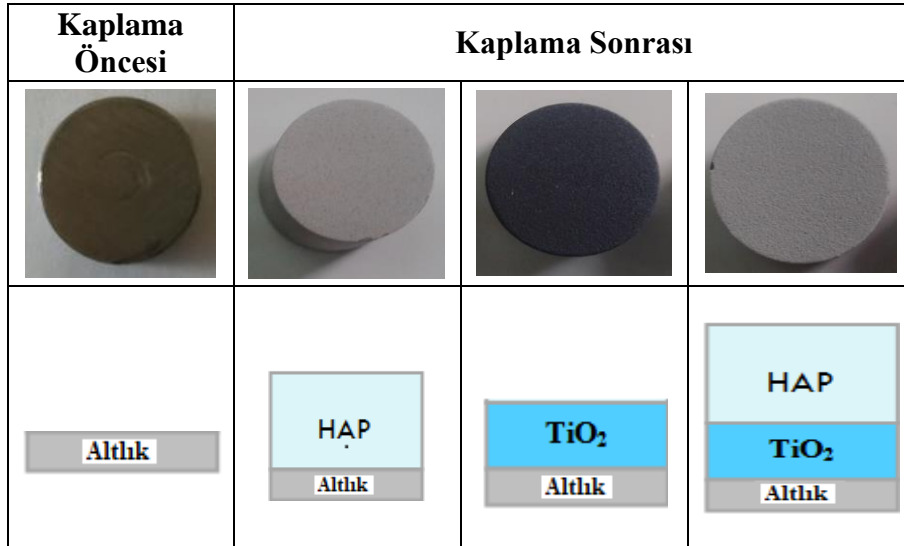 Kaplama
Öncesi
Kaplama Sonrası
Altlık
HAP
Altlık
TiO₂
Altlık
HAP
TiO₂
Altlık